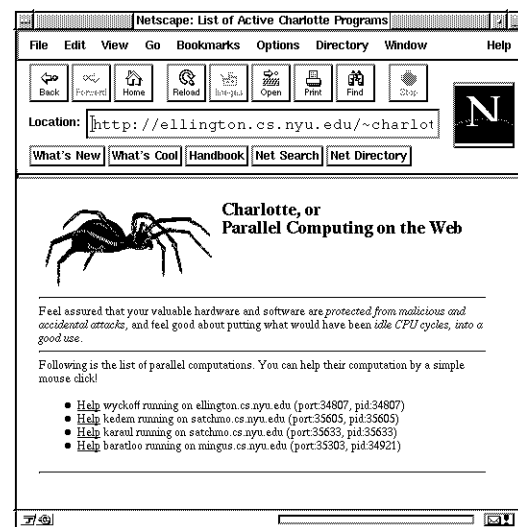 Netscape: List of Active Charlotte Programs
File Edit View Go Bookmarks Options Directory Window Help
Back Forward Home Reload Images Open Print Find Stop
N
Location: http://ellington.cs.nyu.edu/~charlot
What's New What's Cool Handbook Net Search Net Directory
Charlotte, or
Parallel Computing on the Web
Feel assured that your valuable hardware and software are protected from malicious and
accidental attacks, and feel good about putting what would have been idle CPU cycles, into a
good use.
Following is the list of parallel computations. You can help their computation by a simple
mouse click!
● Help wyckoff running on ellington.cs.nyu.edu (port:34807, pid:34807)
● Help kedem running on satchmo.cs.nyu.edu (port:35605, pid:35605)
● Help karaul running on satchmo.cs.nyu.edu (port:35633, pid:35633)
● Help baratloo running on mingus.cs.nyu.edu (port:35303, pid:34921)